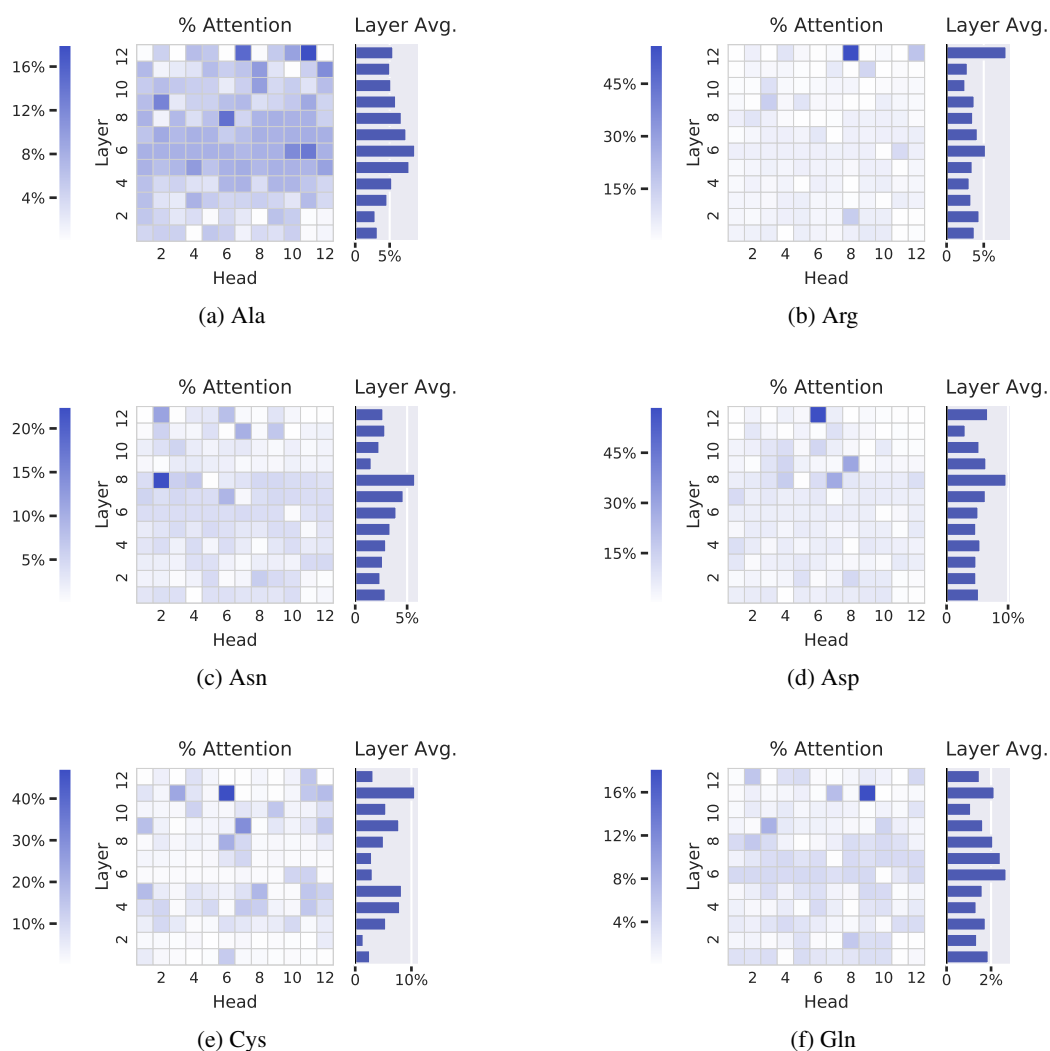 % Attention
Layer Avg.
16%
12%
8%
4%
Layer
12
10
8
6
4
2
2 4 6 8 10 12
Head
0 5%
(a) Ala
% Attention
Layer Avg.
45%
30%
15%
Layer
12
10
8
6
4
2
2 4 6 8 10 12
Head
0 5%
(b) Arg
% Attention
Layer Avg.
20%
15%
10%
5%
Layer
12
10
8
6
4
2
2 4 6 8 10 12
Head
0 5%
(c) Asn
% Attention
Layer Avg.
45%
30%
15%
Layer
12
10
8
6
4
2
2 4 6 8 10 12
Head
0 10%
(d) Asp
% Attention
Layer Avg.
40%
30%
20%
10%
Layer
12
10
8
6
4
2
2 4 6 8 10 12
Head
0 10%
(e) Cys
% Attention
Layer Avg.
16%
12%
8%
4%
Layer
12
10
8
6
4
2
2 4 6 8 10 12
Head
0 2%
(f) Gln